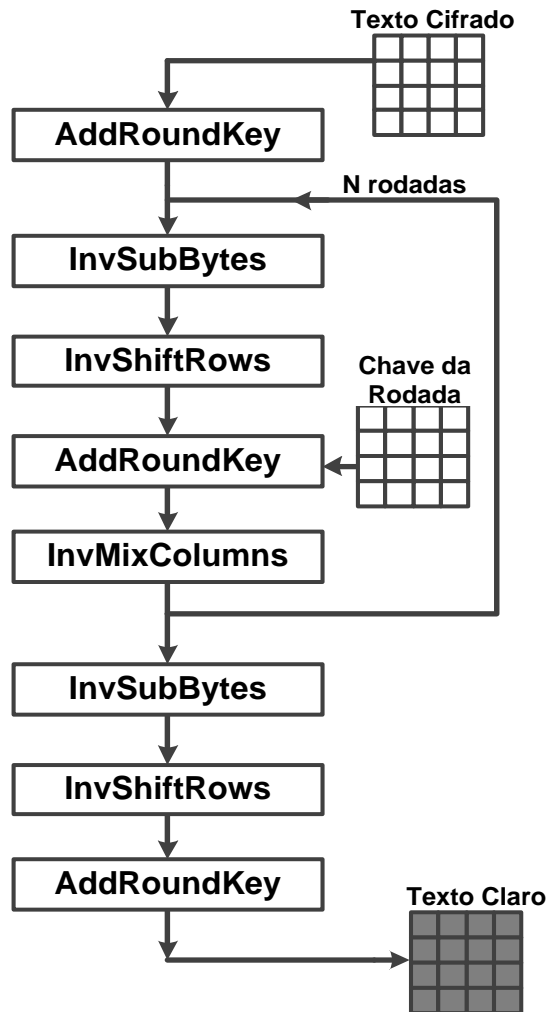 Texto Cifrado
AddRoundKey
N rodadas
InvSubBytes
InvShiftRows
Chave da
Rodada
AddRoundKey
InvMixColumns
InvSubBytes
InvShiftRows
AddRoundKey
Texto Claro